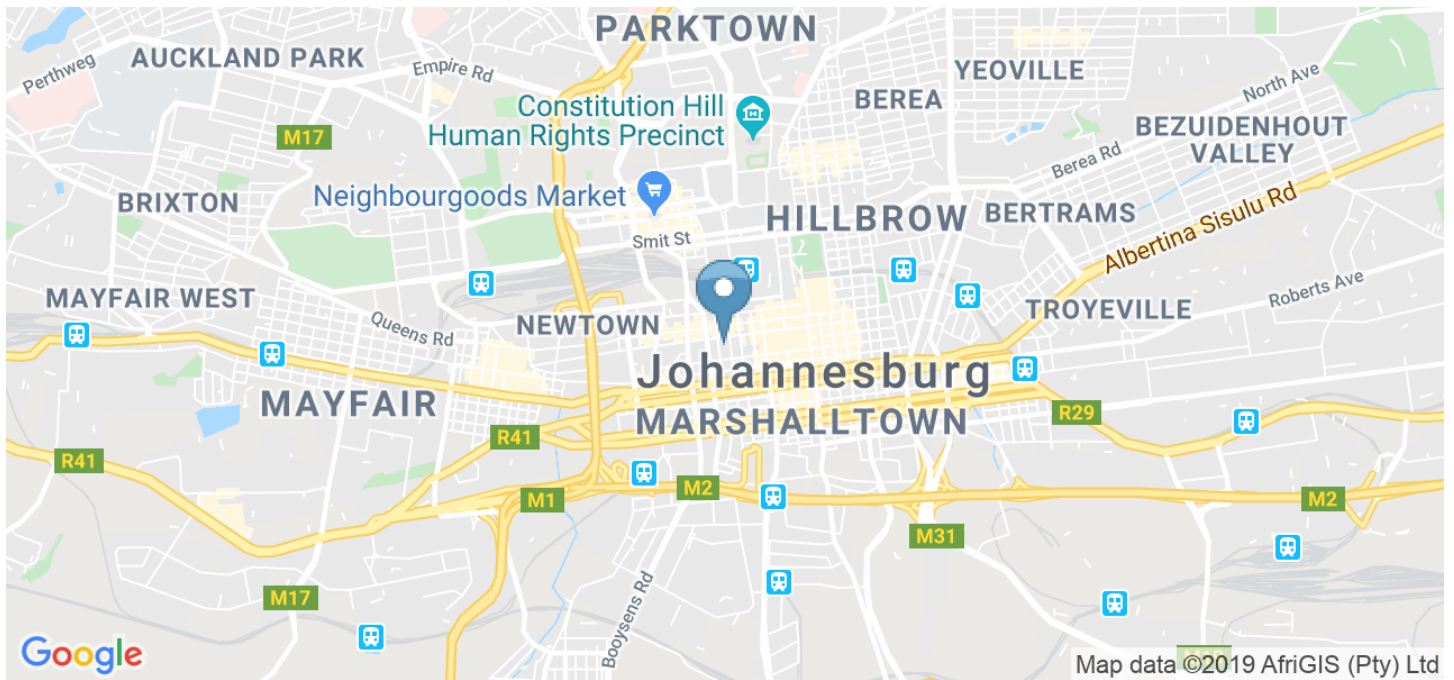 PARKTOWN
AUCKLAND PARK
Perthweg
Empire Rd
YEOVILLE
North Ave
BEREA
Constitution Hill
Human Rights Precinct
M17
BEZUIDENHOUT
VALLEY
Berea Rd
BRIXTON
Neighbourgoods Market
HILLBROW
BERTRAMS
Albertina Sisulu Rd
Smit St
MAYFAIR WEST
Queens Rd
NEWTOWN
TROYEVILLE
Roberts Ave
Johannesburg
MAYFAIR
MARSHALLTOWN
R29
R41
R41
M1
M2
M2
M31
M17
Booysens Rd
Google
Map data ©2019 AfriGIS (Pty) Ltd